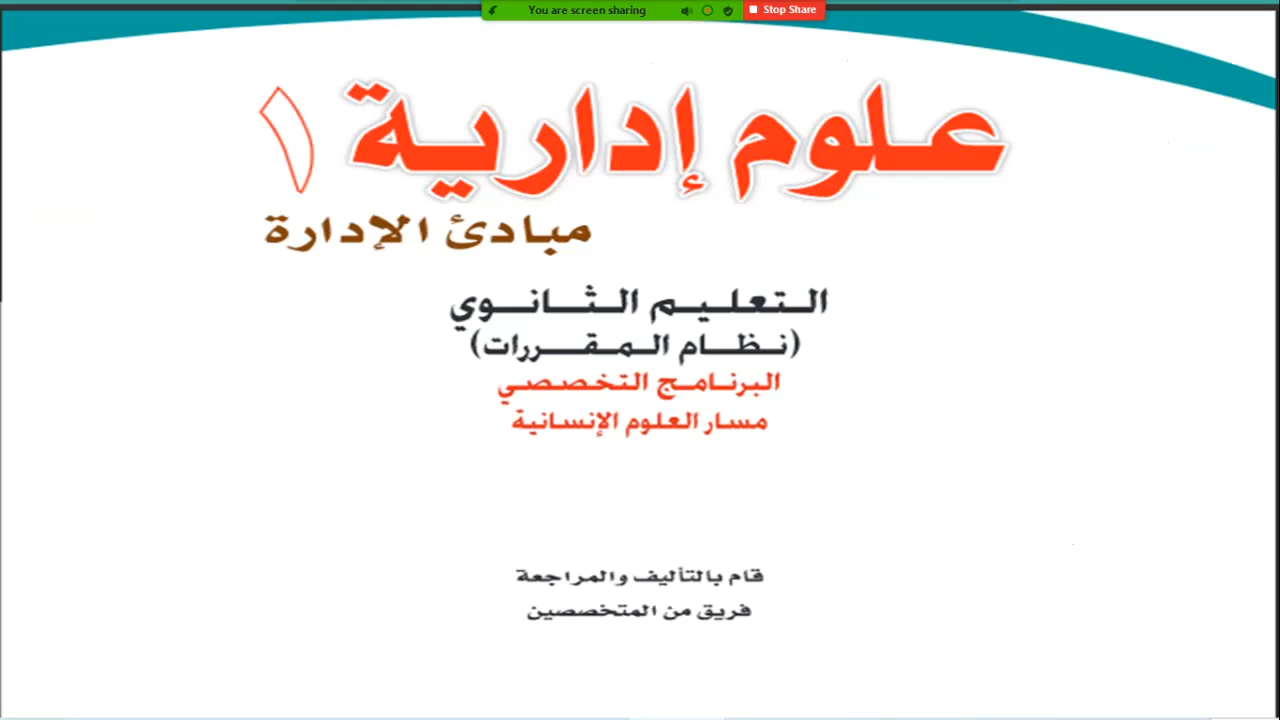 You are screen sharing
Stop Share
علوم إدارية ١
مبادئ الإدارة
التعليم الثانوي
(نظام المقررات)
البرنامج التخصصي
مسار العلوم الإنسانية
قام بالتأليف والمراجعة
فريق من المتخصصين